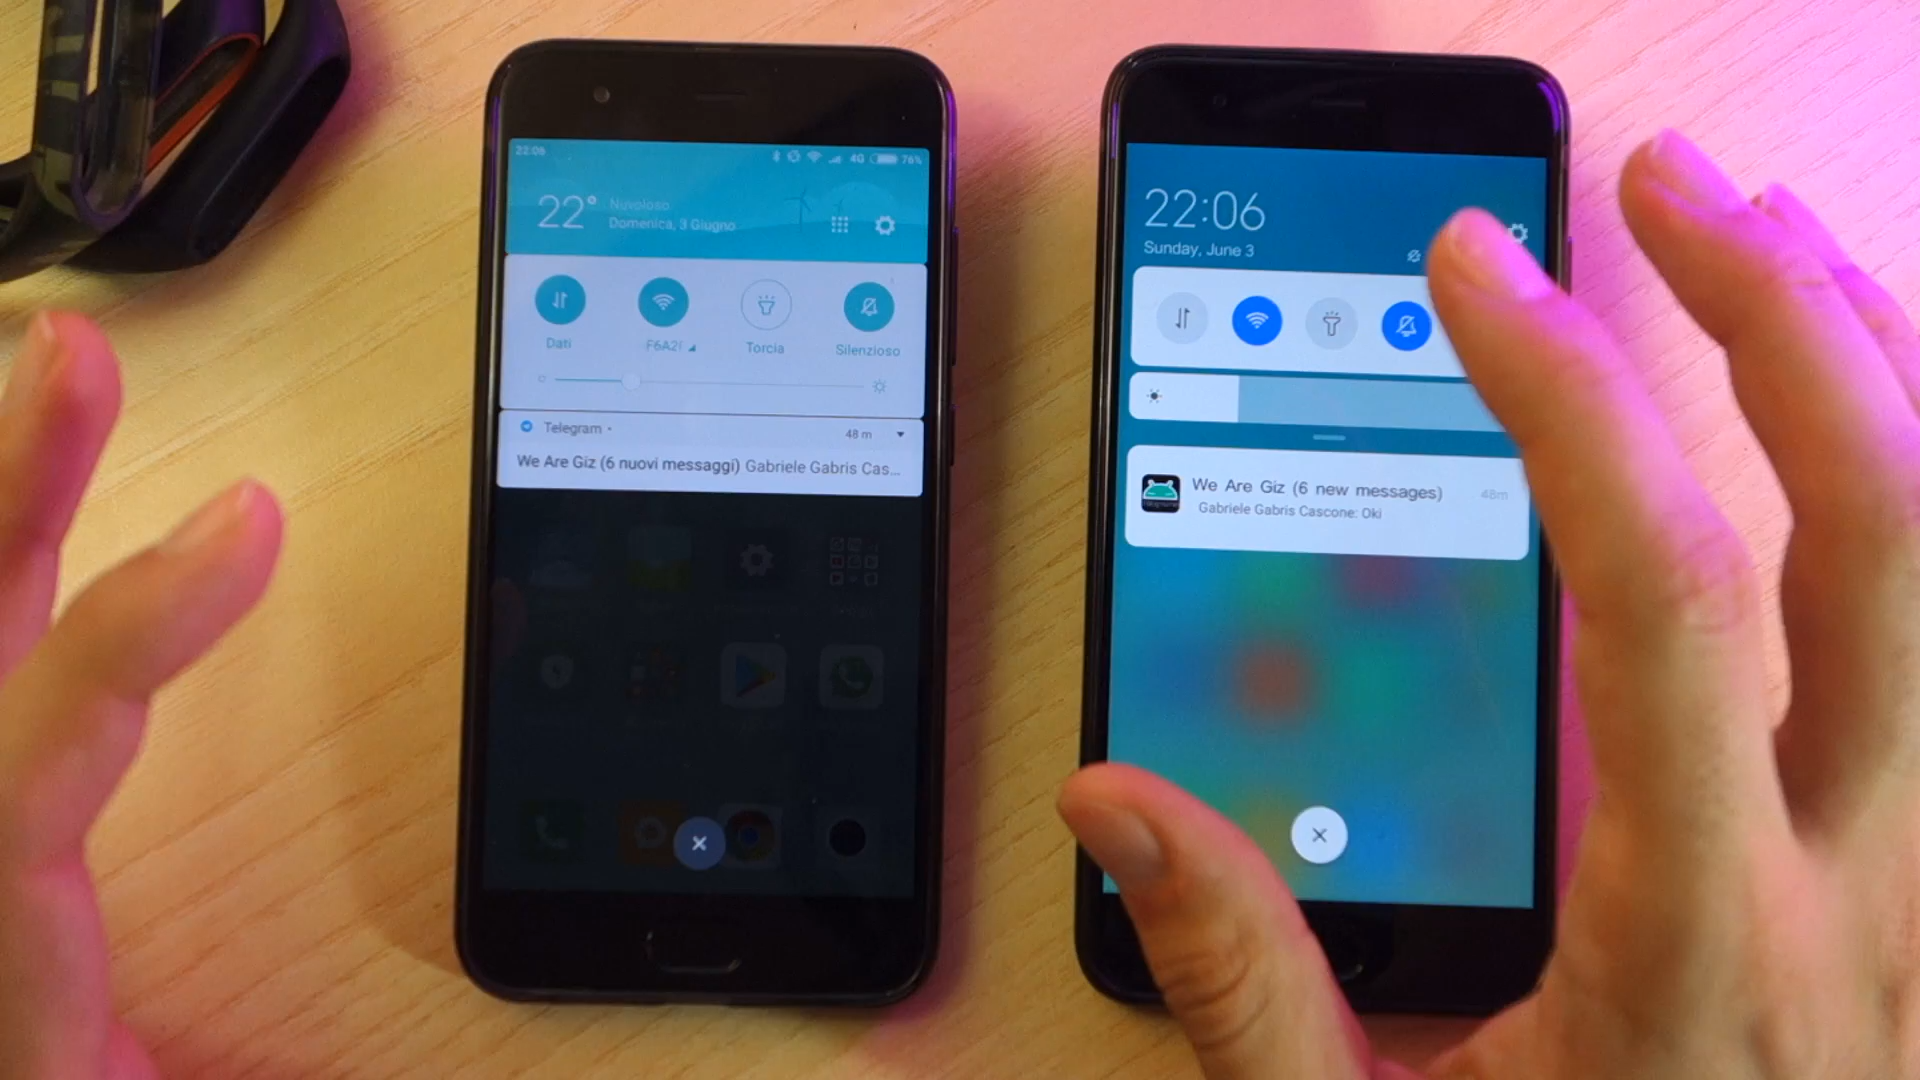 22:06
4G 76%
22°
Nuvoloso
Domenica, 3 Giugno
Dati
F6A2
Torcia
Silenzioso
Telegram •
48 m
We Are Giz (6 nuovi messaggi) Gabriele Gabris Cas...
22:06
Sunday, June 3
We Are Giz (6 new messages)
48m
Gabriele Gabris Cascone: Oki